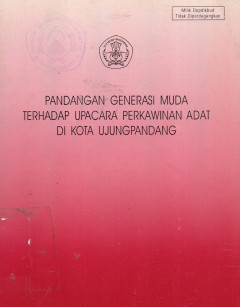 Milik Depdikbud
Tidak Diperdagangkan
PANDANGAN GENERASI MUDA
TERHADAP UPACARA PERKAWINAN ADAT
DI KOTA UJUNGPANDANG